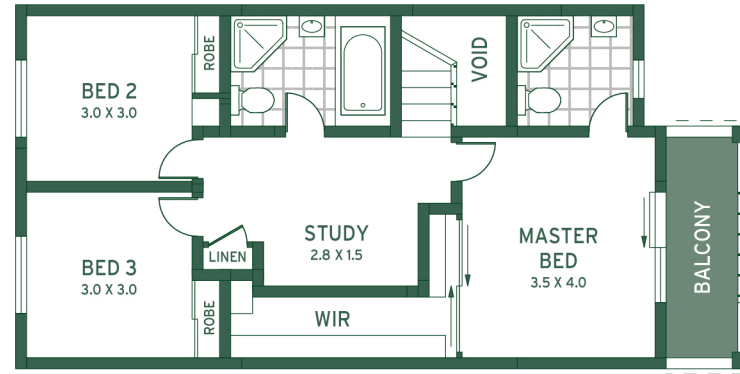 BED 2
3.0 X 3.0
ROBE
VOID
STUDY
2.8 X 1.5
LINEN
BED 3
3.0 X 3.0
ROBE
WIR
MASTER
BED
3.5 X 4.0
BALCONY